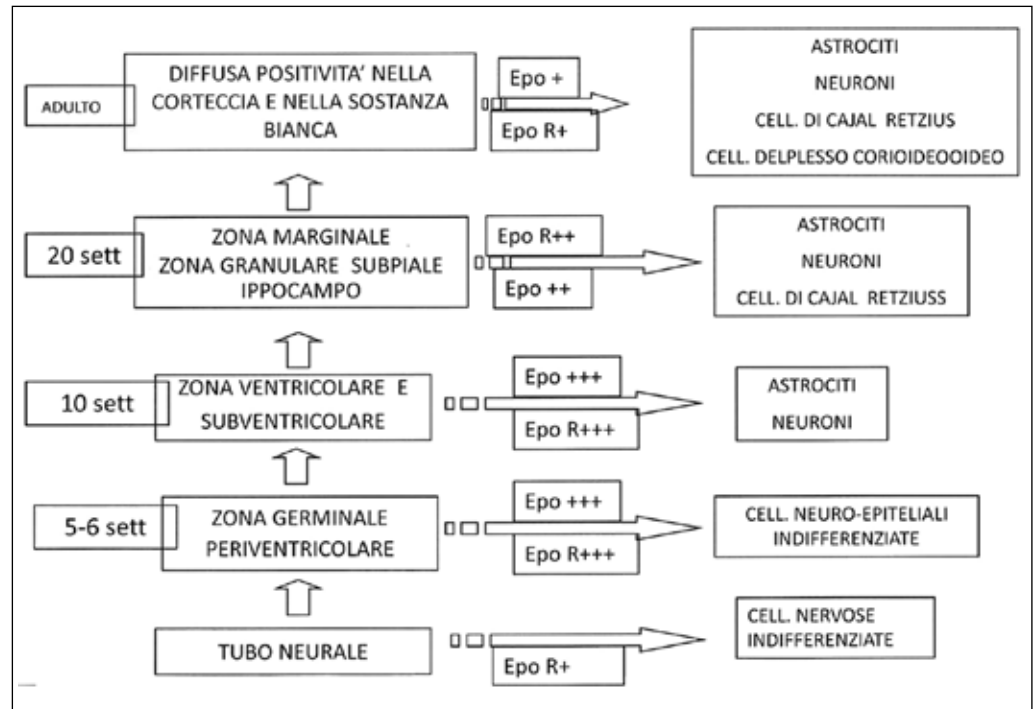 ADULTO
DIFFUSA POSITIVITA' NELLA
CORTECCIA E NELLA SOSTANZA
BIANCA
Epo +
Epo R+
ASTROCITI
NEURONI
CELL. DI CAJAL RETZIUS
CELL. DELPLESSO CORIOIDEOOIDEO
20 sett
ZONA MARGINALE
ZONA GRANULARE SUBPIALE
IPPOCAMPO
Epo R++
Epo ++
ASTROCITI
NEURONI
CELL. DI CAJAL RETZIUSS
10 sett
ZONA VENTRICOLARE E
SUBVENTRICOLARE
Epo +++
Epo R+++
ASTROCITI
NEURONI
5-6 sett
ZONA GERMINALE
PERIVENTRICOLARE
Epo +++
Epo R+++
CELL. NEURO-EPITELIALI
INDIFFERENZIATE
TUBO NEURALE
Epo R+
CELL. NERVOSE
INDIFFERENZIATE